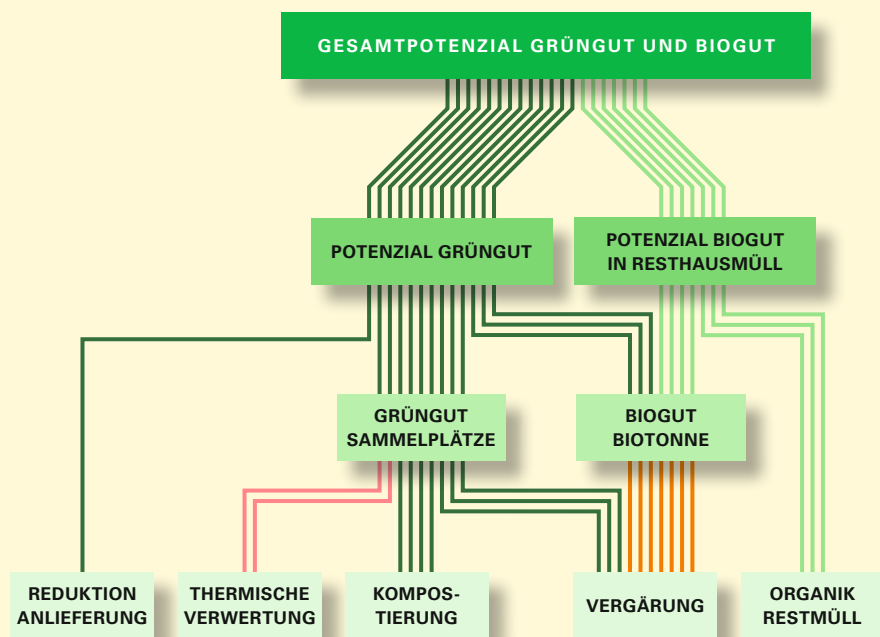 GESAMTPOTENZIAL GRÜNGUT UND BIOGUT
POTENZIAL GRÜNGUT
POTENZIAL BIOGUT
IN RESTHAUSMÜLL
GRÜNGUT
SAMMELPLÄTZE
BIOGUT
BIOTONNE
REDUKTION
ANLIEFERUNG
THERMISCHE
VERWERTUNG
KOMPOS-
TIERUNG
VERGÄRUNG
ORGANIK
RESTMÜLL